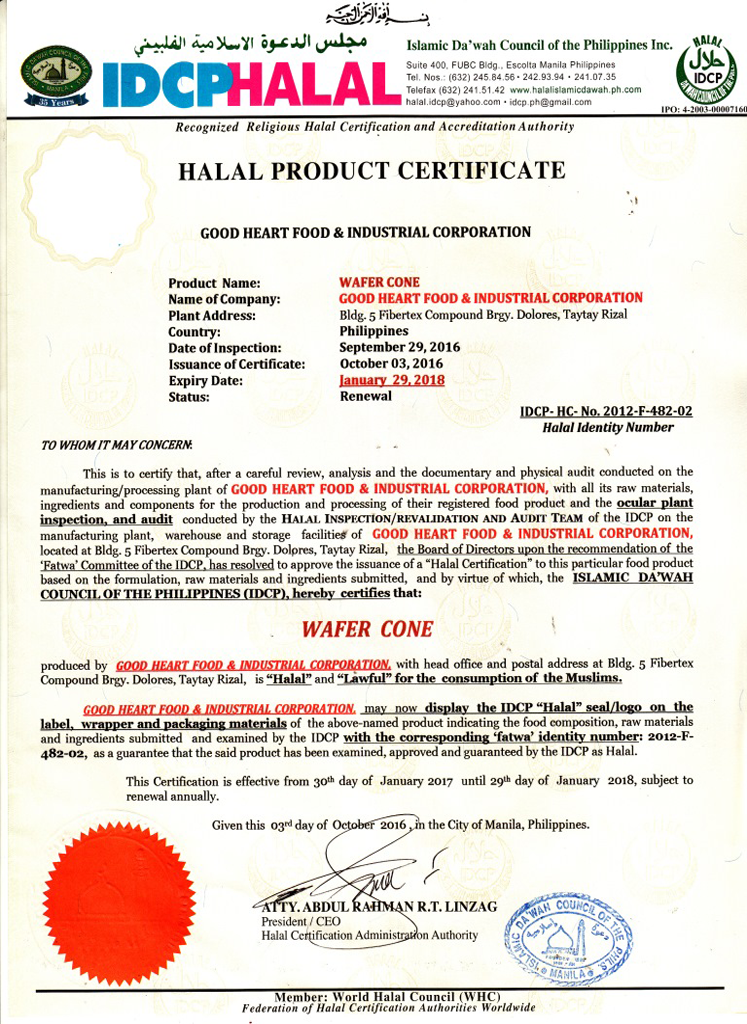 مجلس الدعوة الاسلامية الفلبيني
Islamic Da'wah Council of the Philippines Inc.
IDCPHALAL
Suite 400, FUBC Bldg., Escolta Manila Philippines
Tel. Nos.: (632) 245.84.56 • 242.93.94 • 241.07.35
Telefax (632) 241.51.42 www.halalislamicdawah.ph.com
halal.idcp@yahoo.com • idcp.ph@gmail.com
35 Years
HALAL
حلال
IDCP
IPO: 4-2003-00007160
Recognized Religious Halal Certification and Accreditation Authority
HALAL PRODUCT CERTIFICATE
GOOD HEART FOOD & INDUSTRIAL CORPORATION
Product Name: WAFER CONE
Name of Company: GOOD HEART FOOD & INDUSTRIAL CORPORATION
Plant Address: Bldg. 5 Fibertex Compound Brgy. Dolores, Taytay Rizal
Country: Philippines
Date of Inspection: September 29, 2016
Issuance of Certificate: October 03, 2016
Expiry Date: January 29, 2018
Status: Renewal
IDCP- HC- No. 2012-F-482-02
Halal Identity Number
TO WHOM IT MAY CONCERN:
This is to certify that, after a careful review, analysis and the documentary and physical audit conducted on the
manufacturing/processing plant of GOOD HEART FOOD & INDUSTRIAL CORPORATION, with all its raw materials,
ingredients and components for the production and processing of their registered food product and the ocular plant
inspection, and audit conducted by the HALAL INSPECTION/REVALIDATION AND AUDIT TEAM of the IDCP on the
manufacturing plant, warehouse and storage facilities of GOOD HEART FOOD & INDUSTRIAL CORPORATION,
located at Bldg. 5 Fibertex Compound Brgy. Dolores, Taytay Rizal, the Board of Directors upon the recommendation of the
'Fatwa' Committee of the IDCP, has resolved to approve the issuance of a "Halal Certification" to this particular food product
based on the formulation, raw materials and ingredients submitted, and by virtue of which, the ISLAMIC DA'WAH
COUNCIL OF THE PHILIPPINES (IDCP), hereby certifies that:
WAFER CONE
produced by GOOD HEART FOOD & INDUSTRIAL CORPORATION, with head office and postal address at Bldg. 5 Fibertex
Compound Brgy. Dolores, Taytay Rizal, is "Halal" and "Lawful" for the consumption of the Muslims.
GOOD HEART FOOD & INDUSTRIAL CORPORATION, may now display the IDCP "Halal" seal/logo on the
label, wrapper and packaging materials of the above-named product indicating the food composition, raw materials
and ingredients submitted and examined by the IDCP with the corresponding 'fatwa' identity number: 2012-F-
482-02, as a guarantee that the said product has been examined, approved and guaranteed by the IDCP as Halal.
This Certification is effective from 30th day of January 2017 until 29th day of January 2018, subject to
renewal annually.
Given this 03rd day of October 2016, in the City of Manila, Philippines.
ATTY. ABDUL RAHMAN R.T. LINZAG
President / CEO
Halal Certification Administration Authority
ISLAMIC DA'WAH COUNCIL OF THE PHILS.
MANILA
Member: World Halal Council (WHC)
Federation of Halal Certification Authorities Worldwide